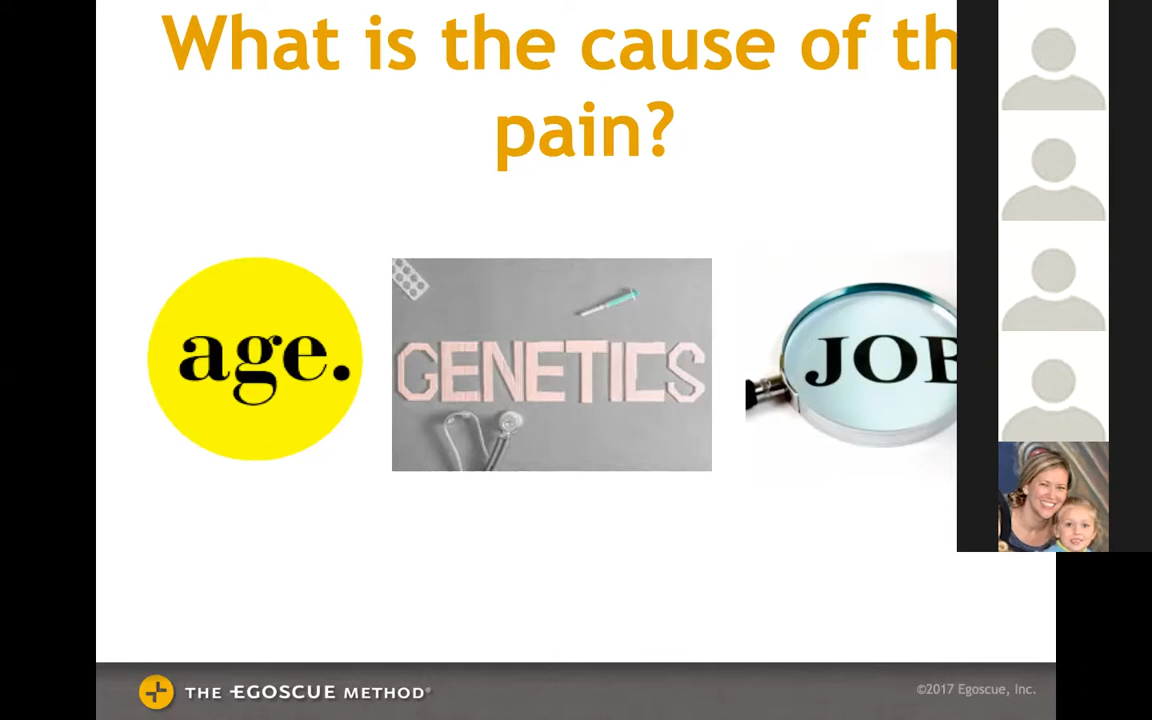 What is the cause of th
pain?
age.
GENETICS
JOB
THE EGOSCUE METHOD®
©2017 Egoscue, Inc.